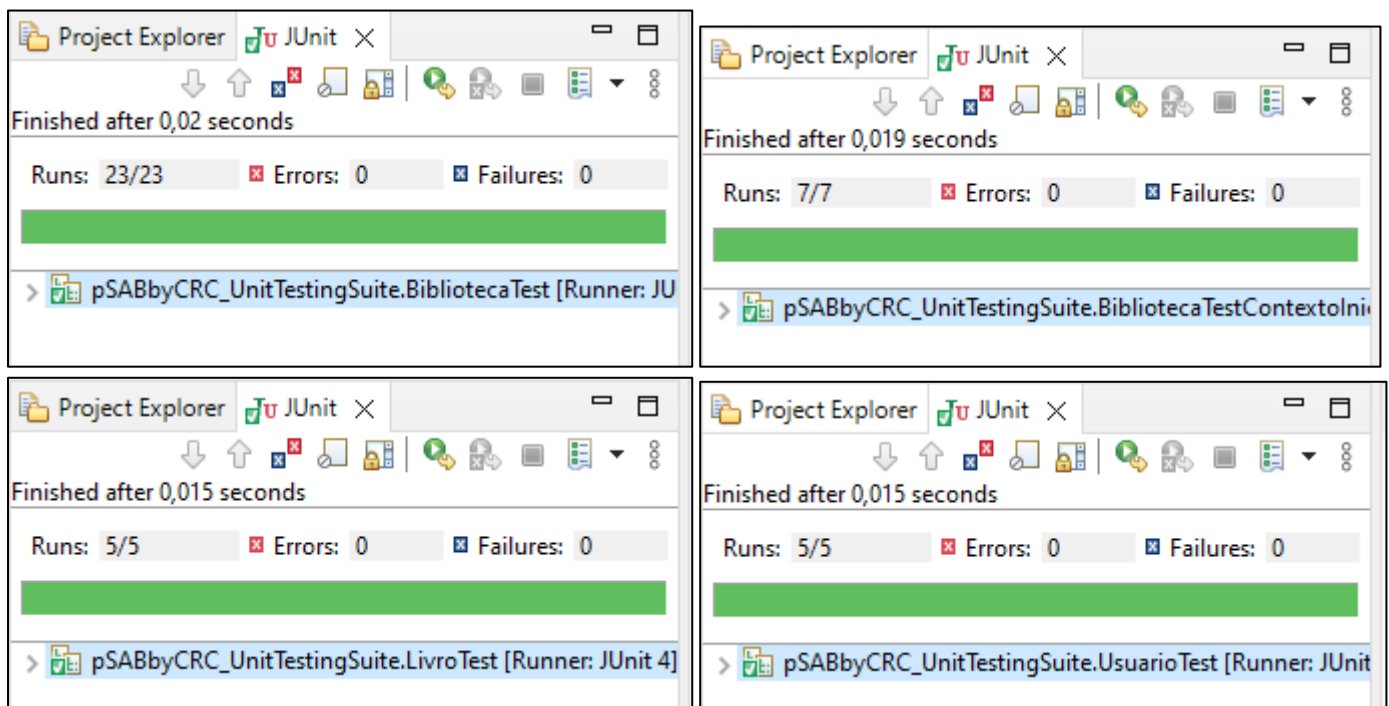 Project Explorer JUnit
Finished after 0,02 seconds
Runs: 23/23 Errors: 0 Failures: 0
pSABbyCRC_UnitTestingSuite.BibliotecaTest [Runner: JU
Project Explorer JUnit
Finished after 0,019 seconds
Runs: 7/7 Errors: 0 Failures: 0
pSABbyCRC_UnitTestingSuite.BibliotecaTestContextoInic
Project Explorer JUnit
Finished after 0,015 seconds
Runs: 5/5 Errors: 0 Failures: 0
pSABbyCRC_UnitTestingSuite.LivroTest [Runner: JUnit 4]
Project Explorer JUnit
Finished after 0,015 seconds
Runs: 5/5 Errors: 0 Failures: 0
pSABbyCRC_UnitTestingSuite.UsuarioTest [Runner: JUnit